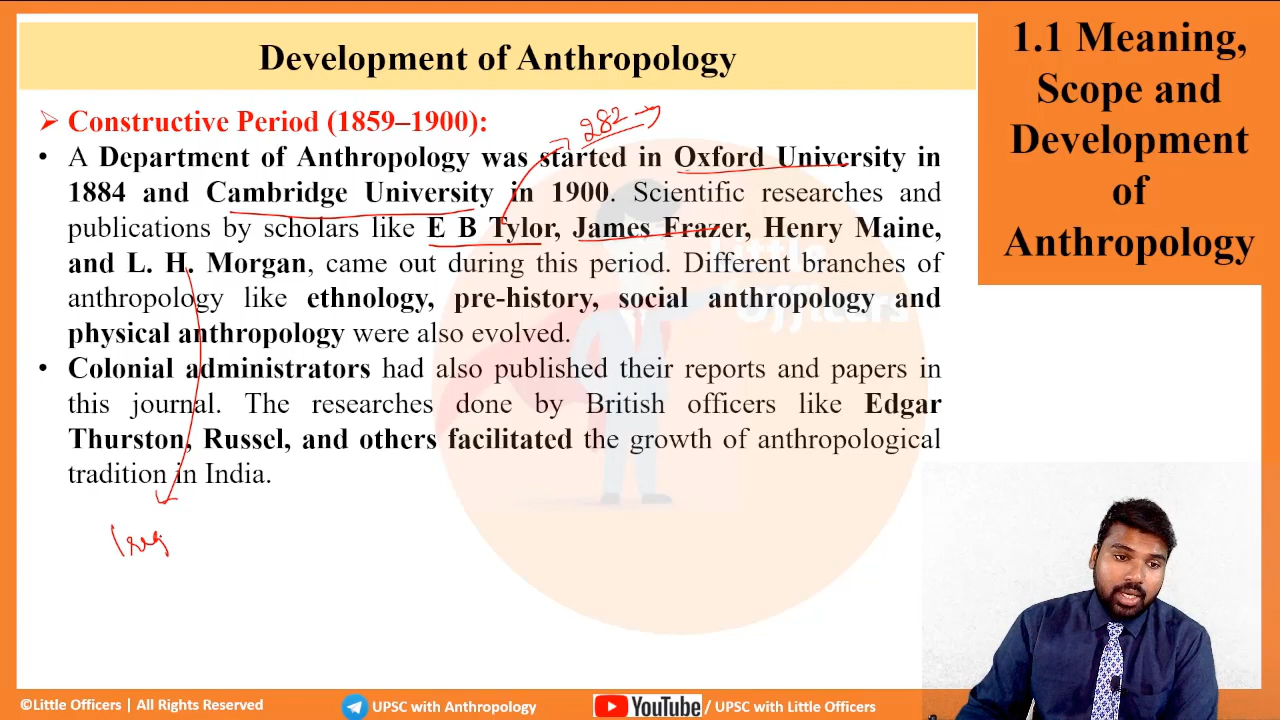 Development of Anthropology
1.1 Meaning,
Scope and
Development
of
Anthropology
➢ Constructive Period (1859–1900):
282
• A Department of Anthropology was started in Oxford University in
1884 and Cambridge University in 1900. Scientific researches and
publications by scholars like E B Tylor, James Frazer, Henry Maine,
and L. H. Morgan, came out during this period. Different branches of
anthropology like ethnology, pre-history, social anthropology and
physical anthropology were also evolved.
• Colonial administrators had also published their reports and papers in
this journal. The researches done by British officers like Edgar
Thurston, Russel, and others facilitated the growth of anthropological
tradition in India.
Little
Officers
©Little Officers | All Rights Reserved
UPSC with Anthropology
YouTube / UPSC with Little Officers